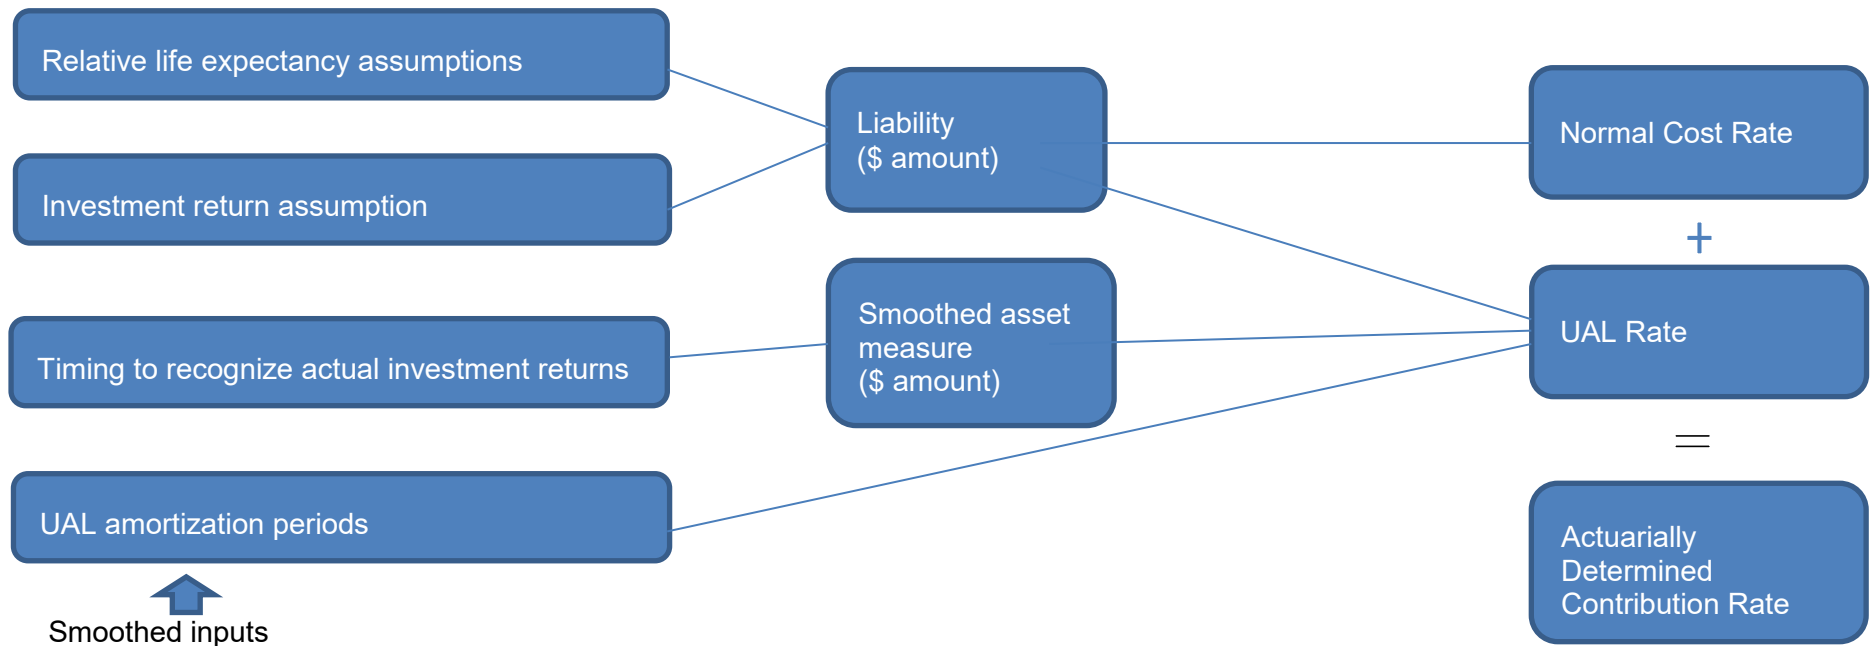 Relative life expectancy assumptions
Investment return assumption
Timing to recognize actual investment returns
UAL amortization periods
Smoothed inputs
Liability
($ amount)
Smoothed asset
measure
($ amount)
Normal Cost Rate
+
UAL Rate
=
Actuarially
Determined
Contribution Rate